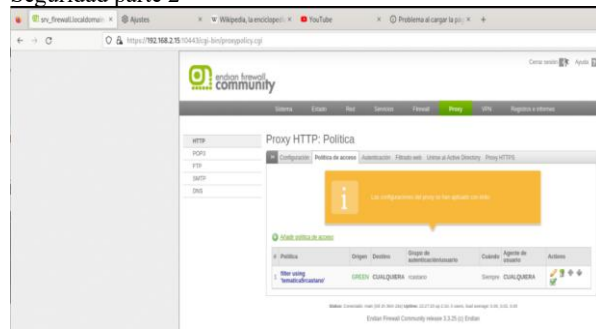 Seguridad parte 2
srv_firewall.localdomain
Ajustes
Wikipedia, la enciclopedia
YouTube
Problema al cargar la pág
https://192.168.2.15:10443/cgi-bin/proxypolicy.cgi
Cerrar sesión Ayuda
endian firewall
community
Sistema Estado Red Servicios Firewall Proxy VPN Registros e informes
HTTP
POP3
FTP
SMTP
DNS
Proxy HTTP: Política
Configuración Política de acceso Autenticación Filtrado web Unirse al Active Directory Proxy HTTPS
Las configuraciones del proxy se han aplicado con éxito
Añadir política de acceso
# Política Origen Destino Grupo de autenticación/usuario Cuándo Agente de usuario Actions
1 filter using
GREEN CUALQUIERA rcastano Siempre CUALQUIERA
Endian Firewall Community release 3.3.25 (c) Endian